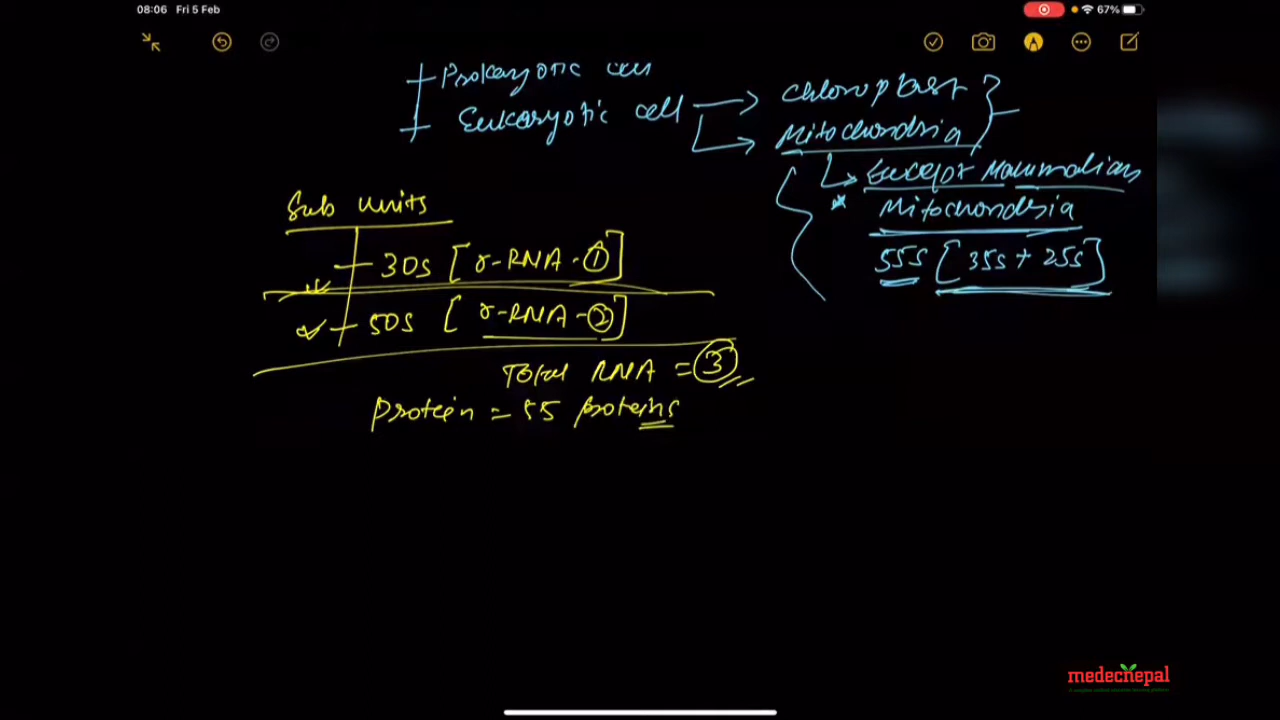 08:06 Fri 5 Feb
67%
Prokaryotic cell
Eukaryotic cell → chloroplast
Mitochondria
Except Mammalian
Mitochondria
55s [35s + 25s]
Sub units
30s [r-RNA-①]
50s [r-RNA-②]
Total RNA = ③
Protein = 55 proteins
medecnepal